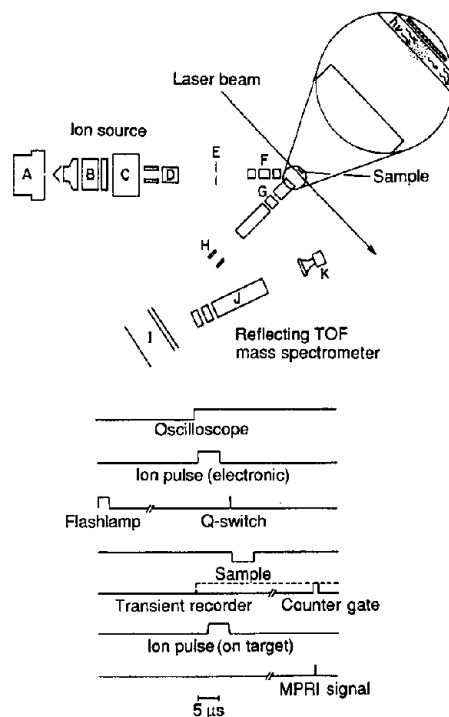 hν
Laser beam
Ion source
A
B
C
D
E
F
G
Sample
H
K
J
I
Reflecting TOF
mass spectrometer
Oscilloscope
Ion pulse (electronic)
Flashlamp
Q-switch
Sample
Transient recorder
Counter gate
Ion pulse (on target)
MPRI signal
5 µs